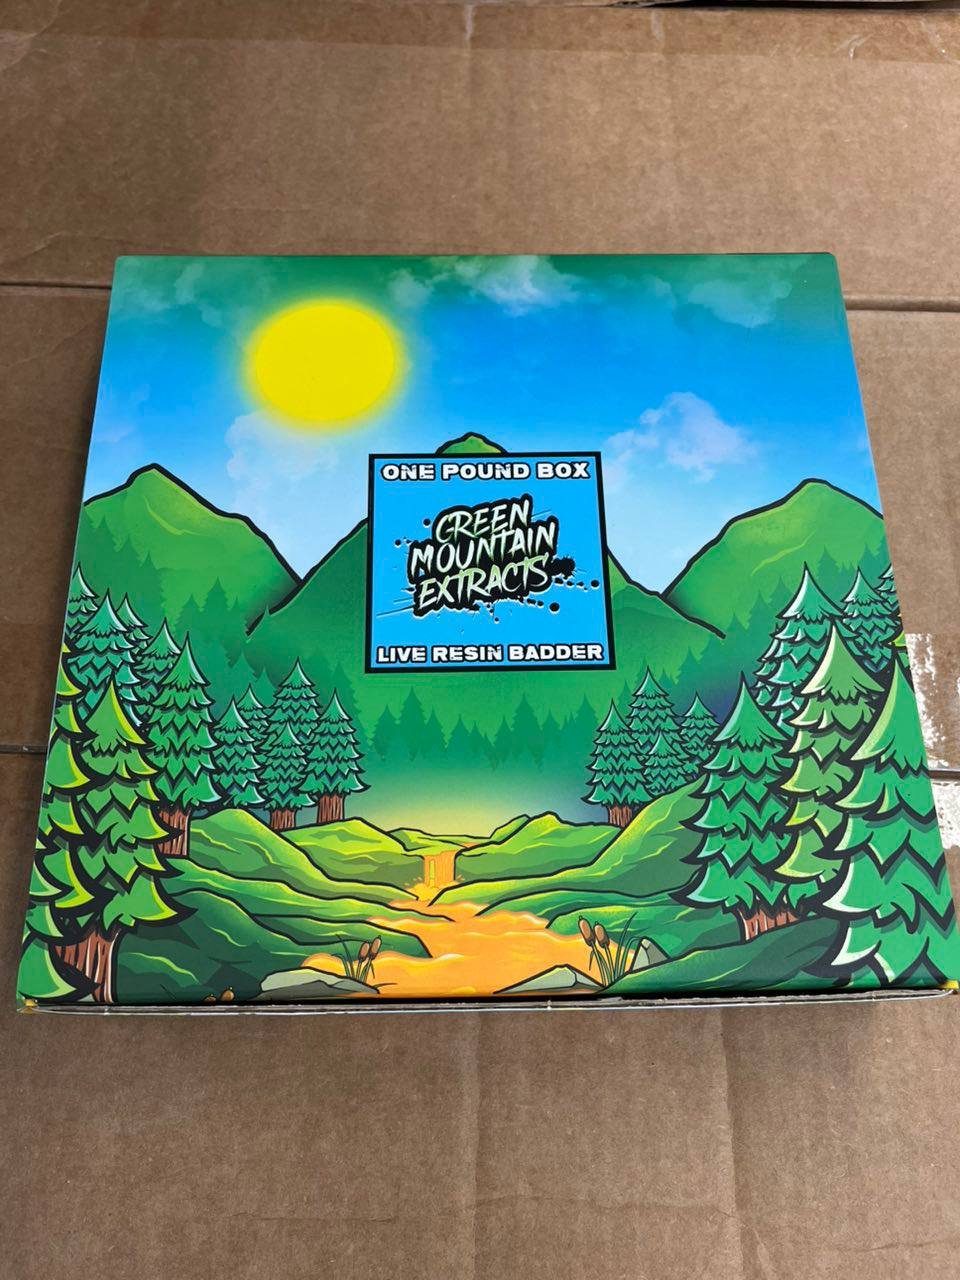 ONE POUND BOX
GREEN
MOUNTAIN
EXTRACTS
LIVE RESIN BADDER